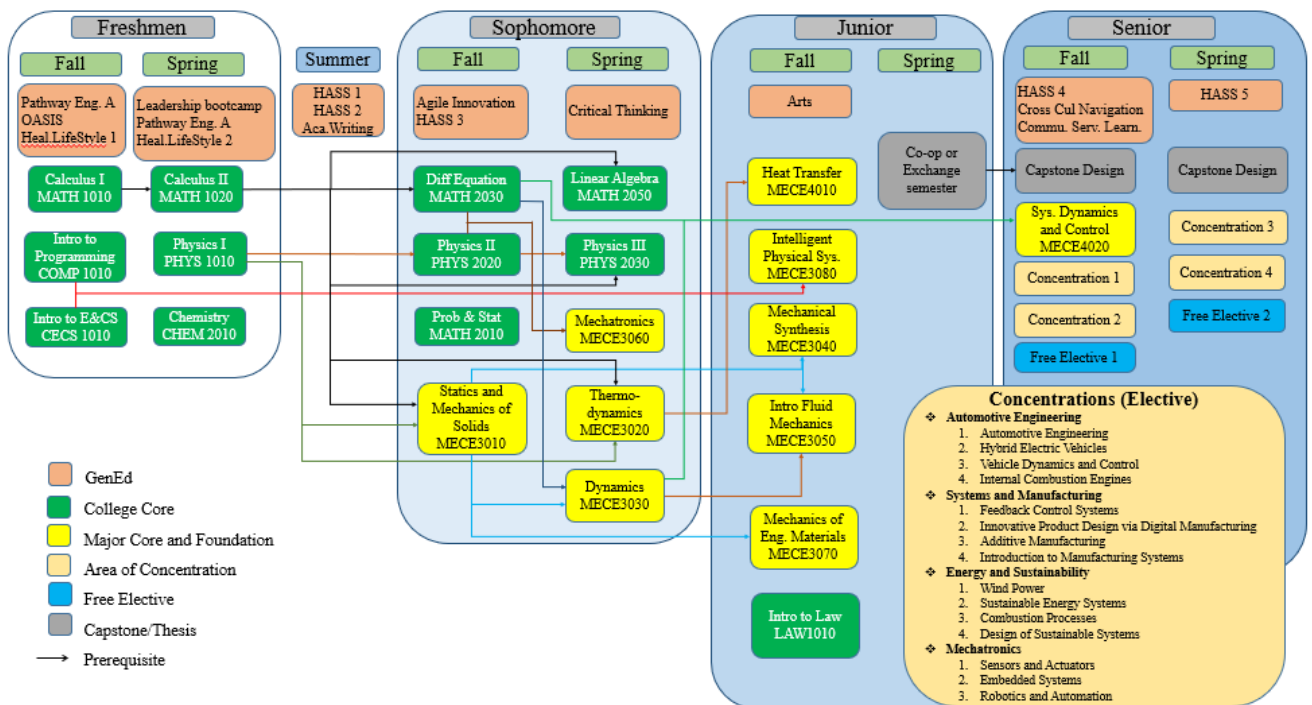 Freshmen
Fall
Spring
Pathway Eng. A
OASIS
Heal.LifeStyle 1
Leadership bootcamp
Pathway Eng. A
Heal.LifeStyle 2
Calculus I
MATH 1010
Calculus II
MATH 1020
Intro to
Programming
COMP 1010
Physics I
PHYS 1010
Intro to E&CS
CECS 1010
Chemistry
CHEM 2010
Summer
HASS 1
HASS 2
Aca.Writing
Sophomore
Fall
Spring
Agile Innovation
HASS 3
Critical Thinking
Diff Equation
MATH 2030
Linear Algebra
MATH 2050
Physics II
PHYS 2020
Physics III
PHYS 2030
Prob & Stat
MATH 2010
Mechatronics
MECE3060
Statics and
Mechanics of
Solids
MECE3010
Thermo-
dynamics
MECE3020
Dynamics
MECE3030
Junior
Fall
Spring
Arts
Co-op or
Exchange
semester
Heat Transfer
MECE4010
Intelligent
Physical Sys.
MECE3080
Mechanical
Synthesis
MECE3040
Intro Fluid
Mechanics
MECE3050
Mechanics of
Eng. Materials
MECE3070
Intro to Law
LAW1010
Senior
Fall
Spring
HASS 4
Cross Cul Navigation
Commu. Serv. Learn.
HASS 5
Capstone Design
Capstone Design
Sys. Dynamics
and Control
MECE4020
Concentration 3
Concentration 1
Concentration 4
Concentration 2
Free Elective 2
Free Elective 1
Concentrations (Elective)
❖ Automotive Engineering
1. Automotive Engineering
2. Hybrid Electric Vehicles
3. Vehicle Dynamics and Control
4. Internal Combustion Engines
❖ Systems and Manufacturing
1. Feedback Control Systems
2. Innovative Product Design via Digital Manufacturing
3. Additive Manufacturing
4. Introduction to Manufacturing Systems
❖ Energy and Sustainability
1. Wind Power
2. Sustainable Energy Systems
3. Combustion Processes
4. Design of Sustainable Systems
❖ Mechatronics
1. Sensors and Actuators
2. Embedded Systems
3. Robotics and Automation
GenEd
College Core
Major Core and Foundation
Area of Concentration
Free Elective
Capstone/Thesis
Prerequisite